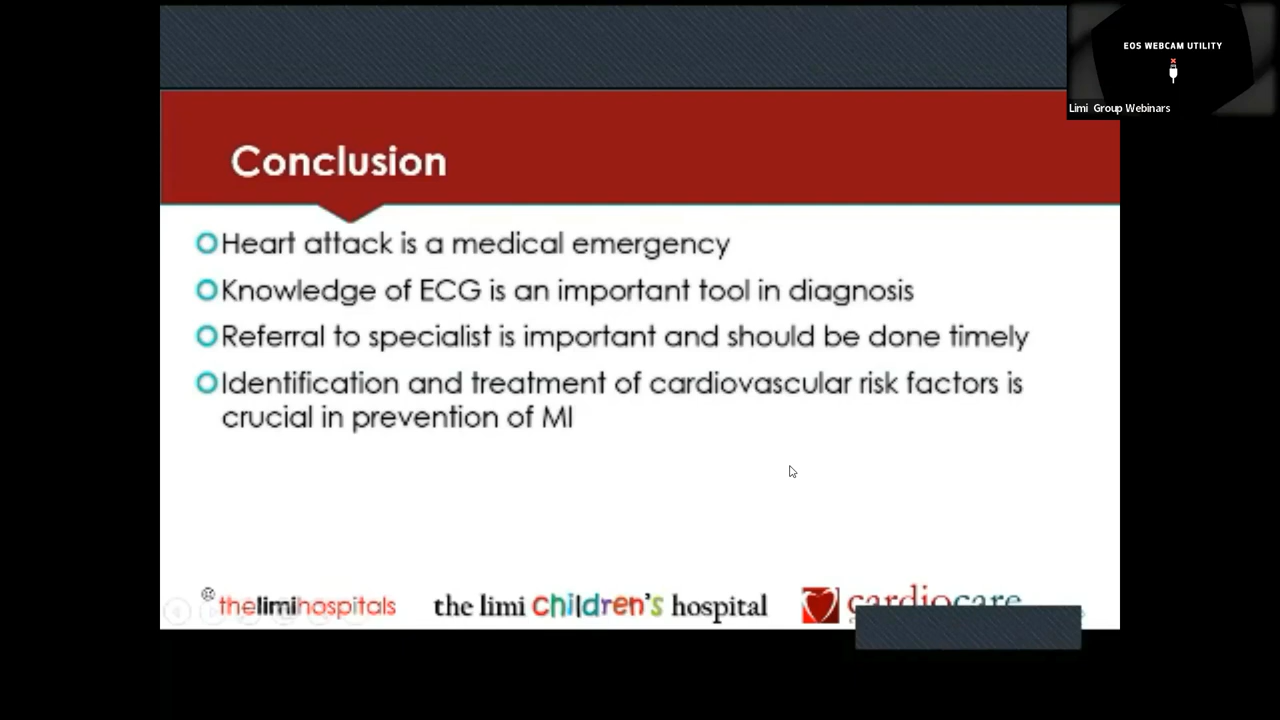 EOS WEBCAM UTILITY
Limi Group Webinars
Conclusion
Heart attack is a medical emergency
Knowledge of ECG is an important tool in diagnosis
Referral to specialist is important and should be done timely
Identification and treatment of cardiovascular risk factors is
crucial in prevention of MI
thelimihospitals
the limi children's hospital
cardiocare